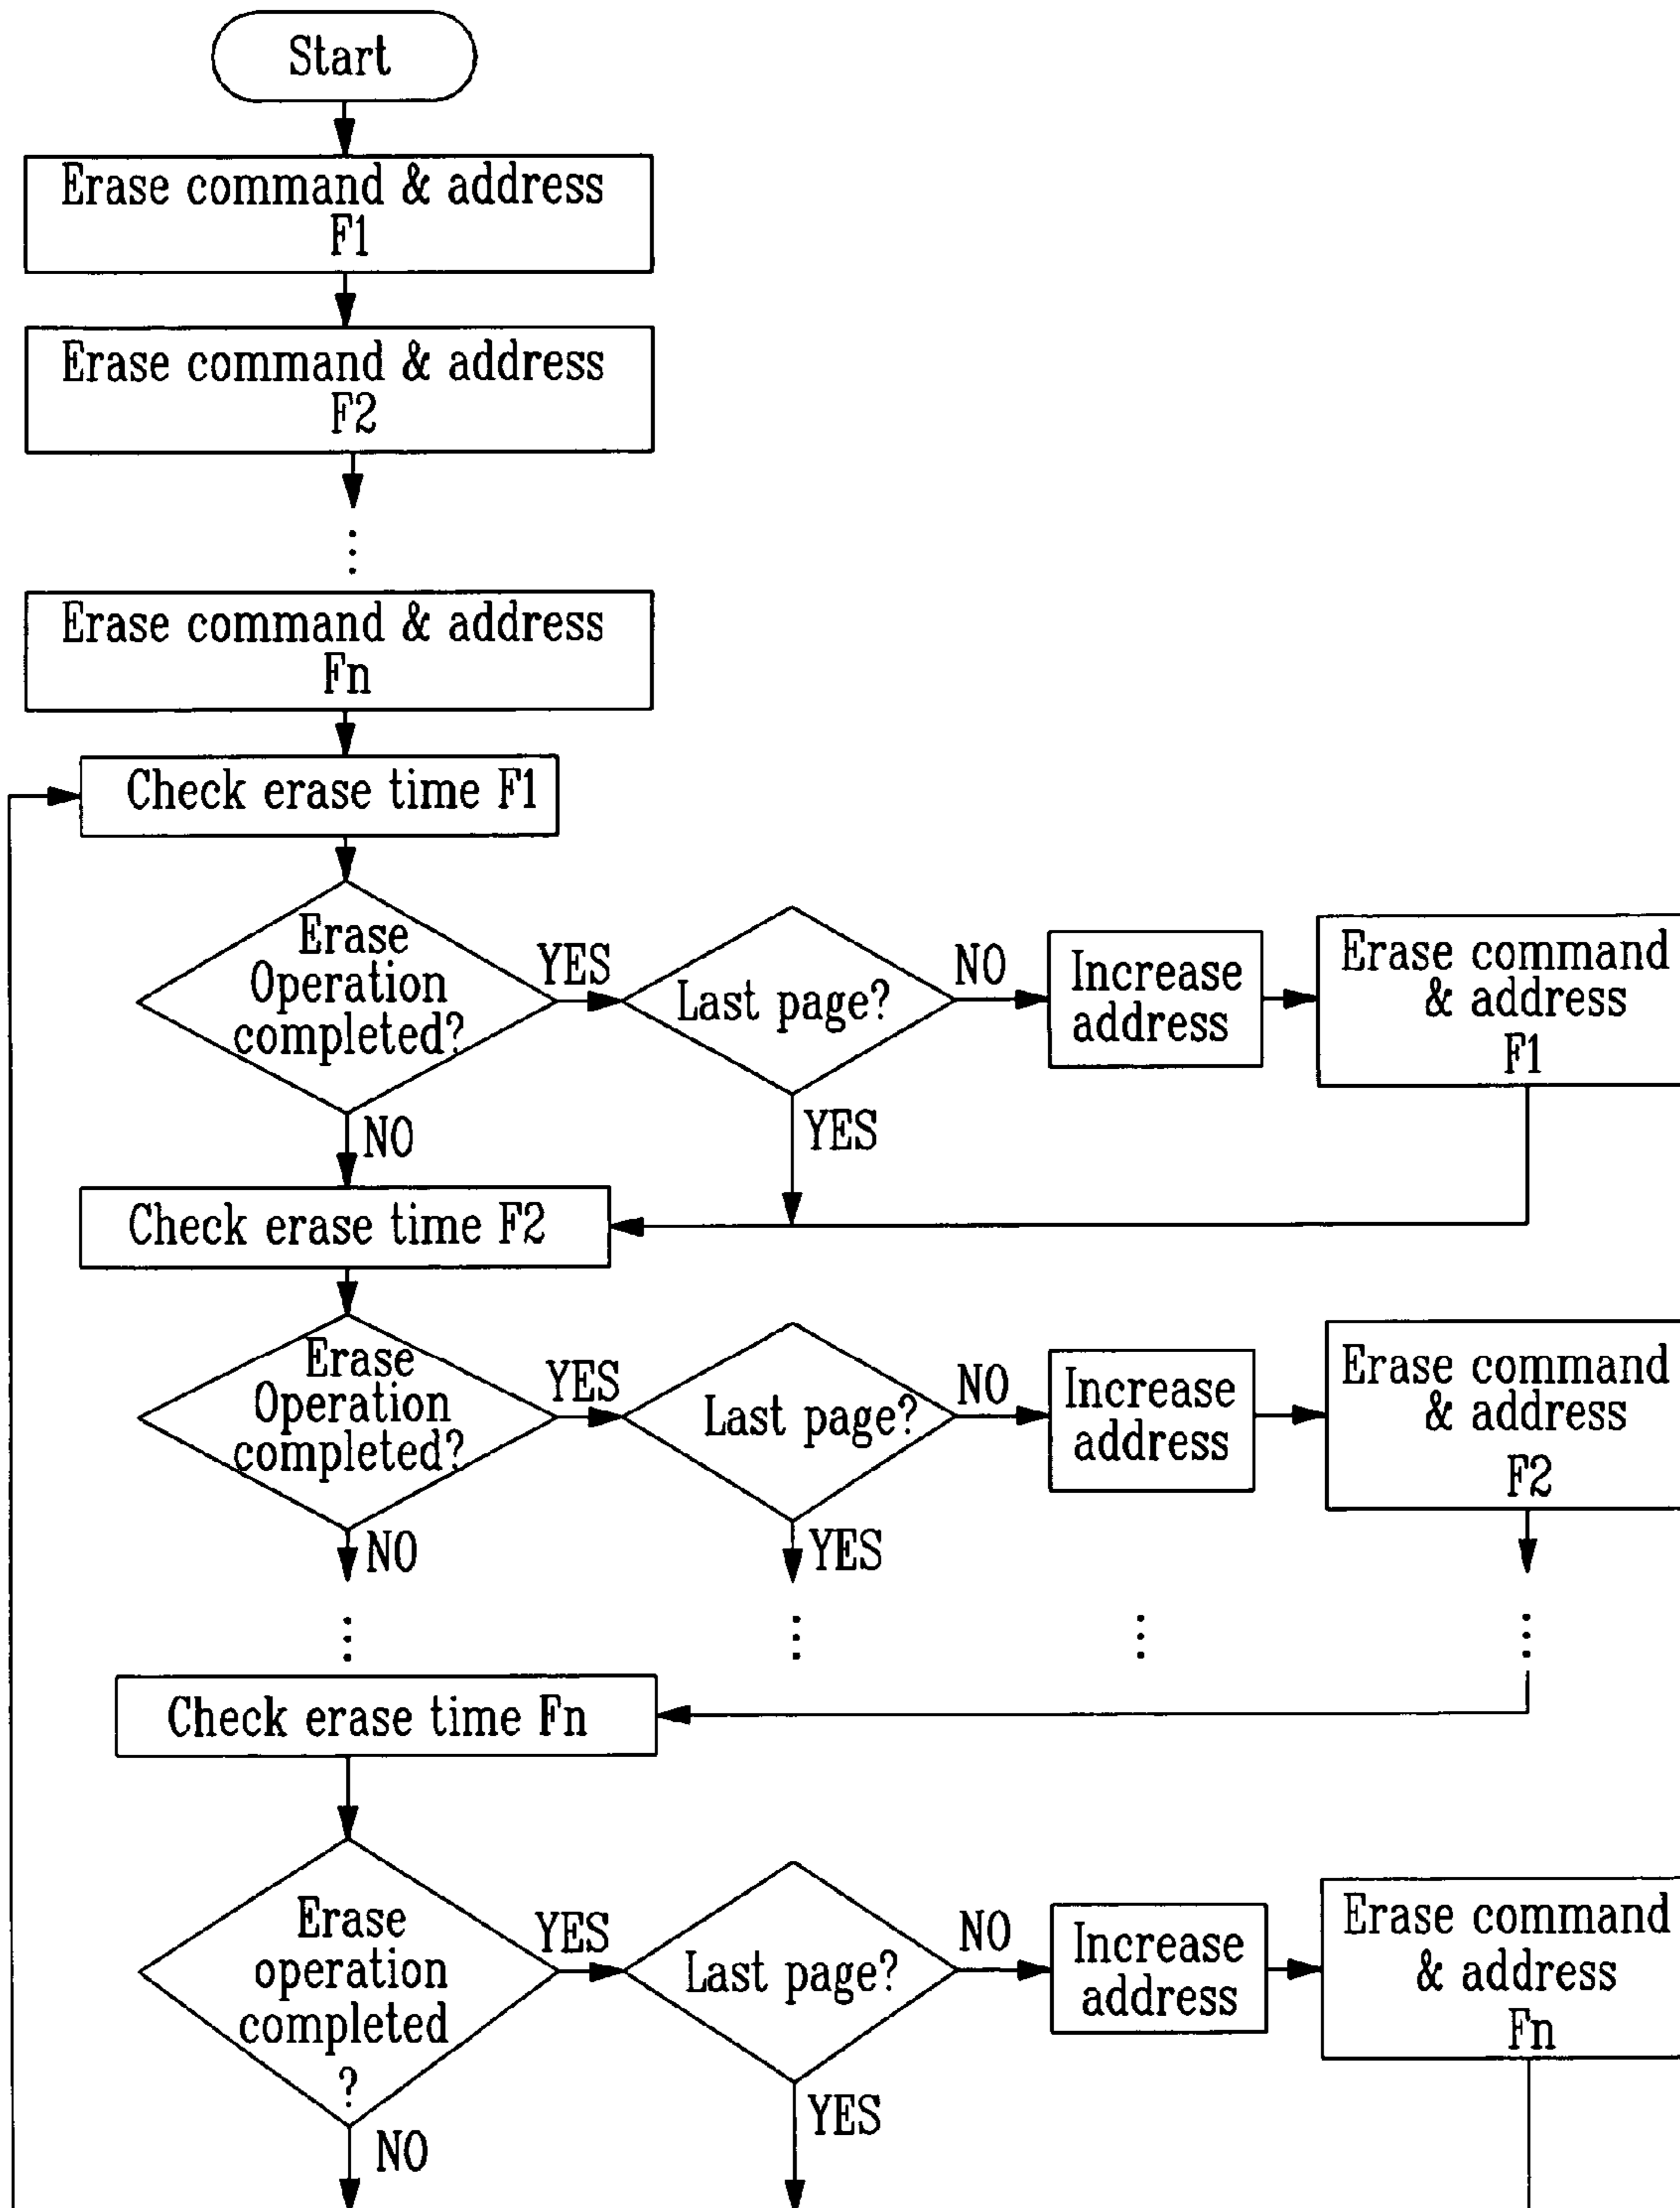 Start
Erase command & address
F1
Erase command & address
F2
Erase command & address
Fn
Check erase time F1
Erase
Operation
completed?
YES
Last page?
NO
Increase
address
Erase command
& address
F1
NO
YES
Check erase time F2
Erase
Operation
completed?
YES
Last page?
NO
Increase
address
Erase command
& address
F2
NO
YES
Check erase time Fn
Erase
operation
completed
?
YES
Last page?
NO
Increase
address
Erase command
& address
Fn
NO
YES